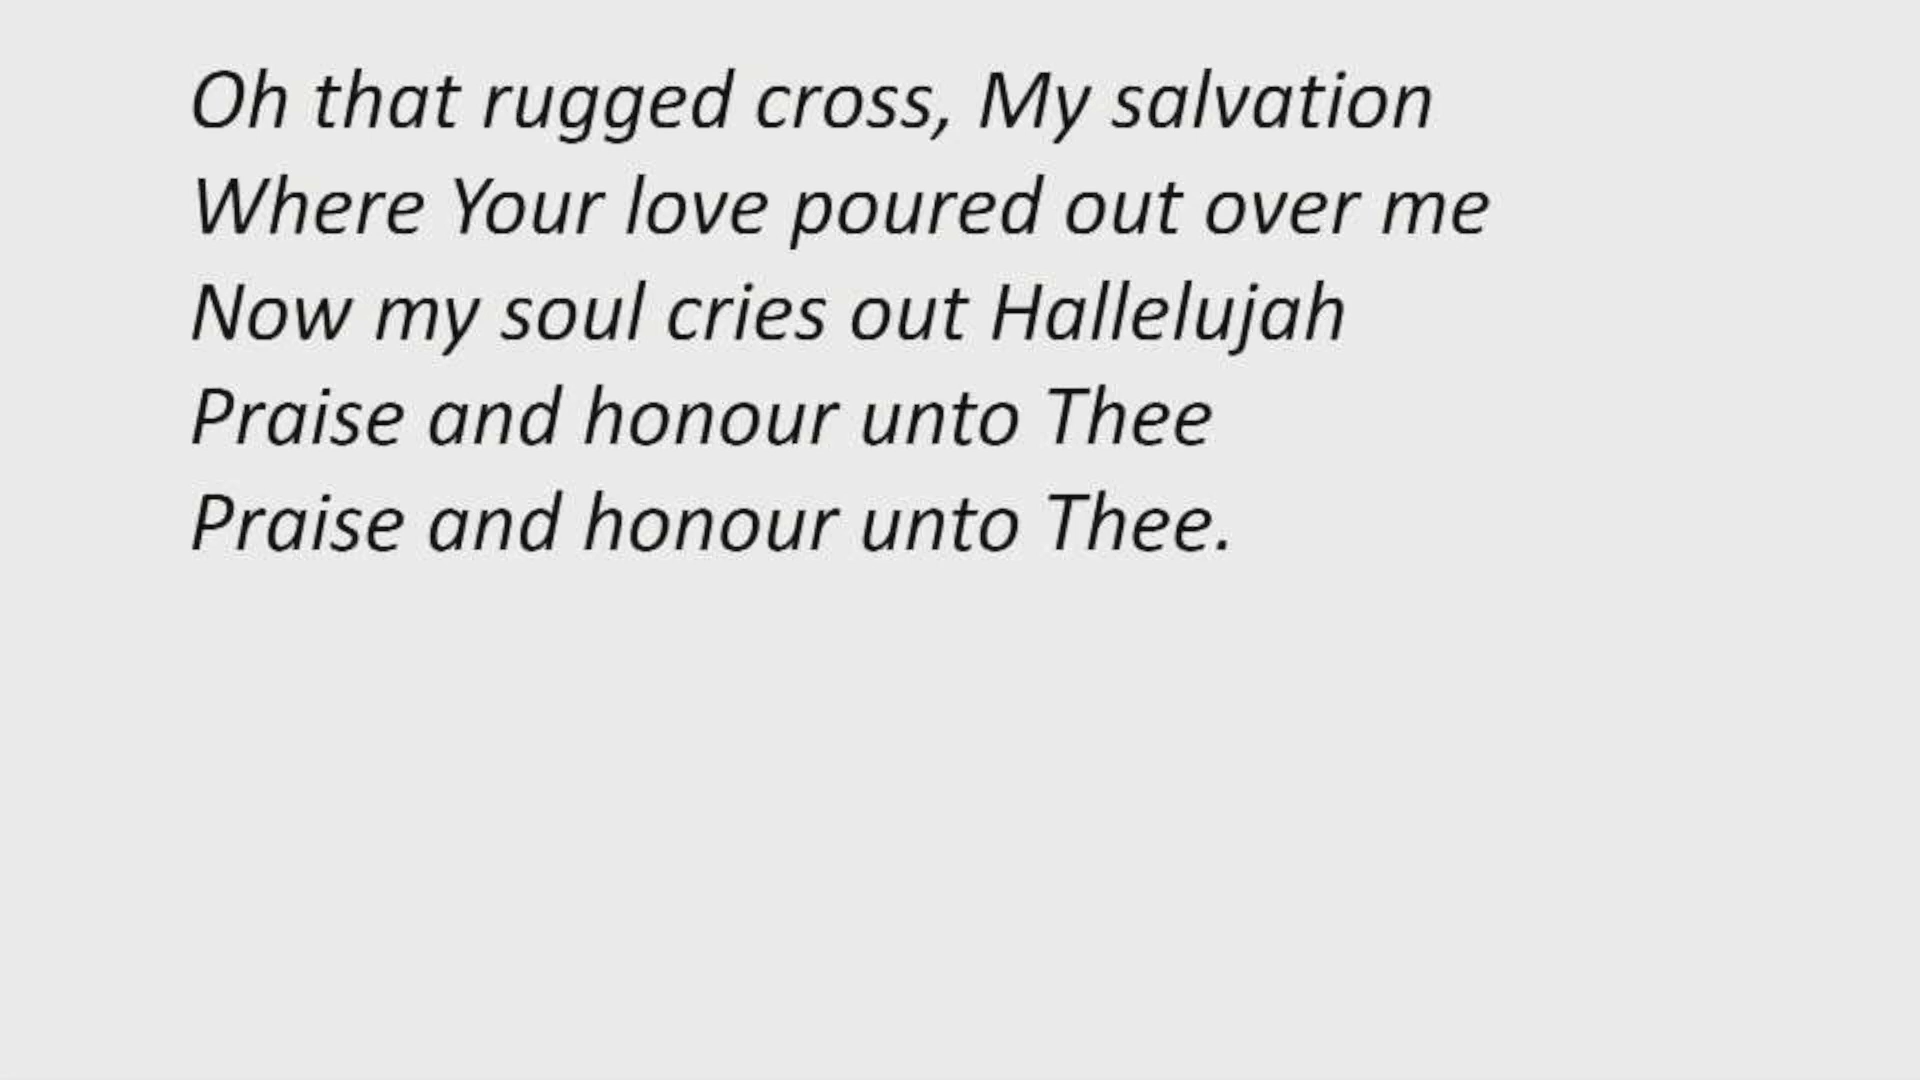 Oh that rugged cross, My salvation
Where Your love poured out over me
Now my soul cries out Hallelujah
Praise and honour unto Thee
Praise and honour unto Thee.